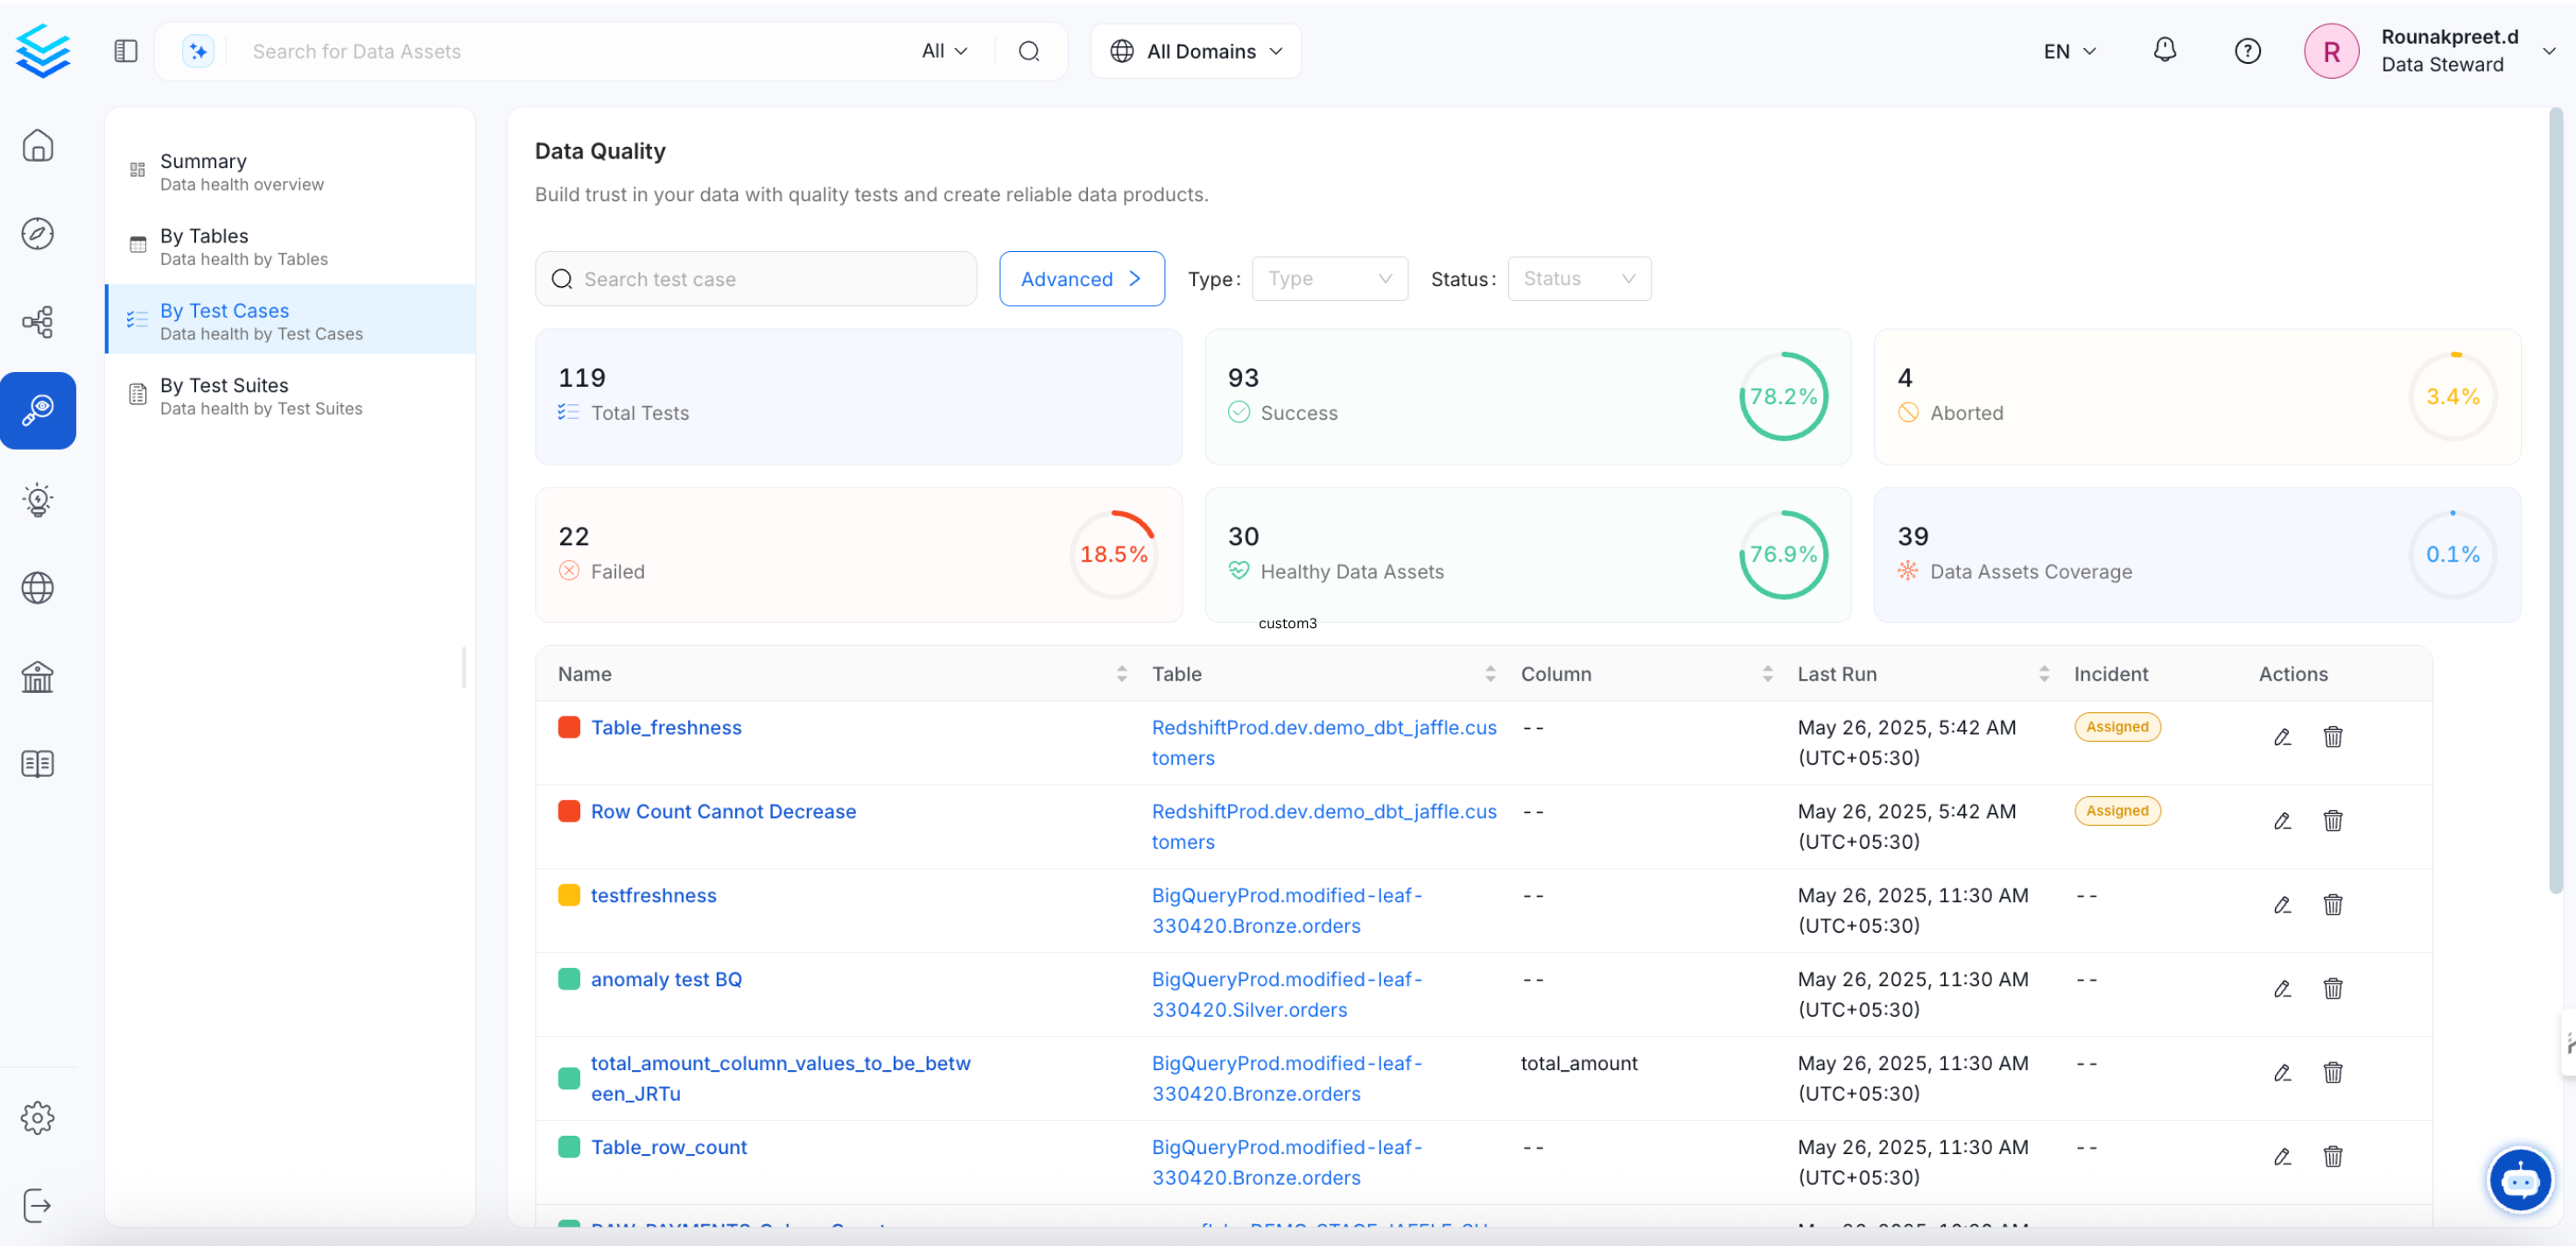 Search for Data Assets
All
All Domains
EN
R
Rounakpreet.d
Data Steward
Summary
Data health overview
By Tables
Data health by Tables
By Test Cases
Data health by Test Cases
By Test Suites
Data health by Test Suites
Data Quality
Build trust in your data with quality tests and create reliable data products.
Search test case
Advanced
Type:
Type
Status:
Status
119
Total Tests
93
Success
78.2%
4
Aborted
3.4%
22
Failed
18.5%
30
Healthy Data Assets
76.9%
39
Data Assets Coverage
0.1%
custom3
Name Table Column Last Run Incident Actions
Table_freshness RedshiftProd.dev.demo_dbt_jaffle.cus -- May 26, 2025, 5:42 AM Assigned
tomers (UTC+05:30)
Row Count Cannot Decrease RedshiftProd.dev.demo_dbt_jaffle.cus -- May 26, 2025, 5:42 AM Assigned
tomers (UTC+05:30)
testfreshness BigQueryProd.modified-leaf- -- May 26, 2025, 11:30 AM --
330420.Bronze.orders (UTC+05:30)
anomaly test BQ BigQueryProd.modified-leaf- -- May 26, 2025, 11:30 AM --
330420.Silver.orders (UTC+05:30)
total_amount_column_values_to_be_betw BigQueryProd.modified-leaf- total_amount May 26, 2025, 11:30 AM --
een_JRTu 330420.Bronze.orders (UTC+05:30)
Table_row_count BigQueryProd.modified-leaf- -- May 26, 2025, 11:30 AM --
330420.Bronze.orders (UTC+05:30)